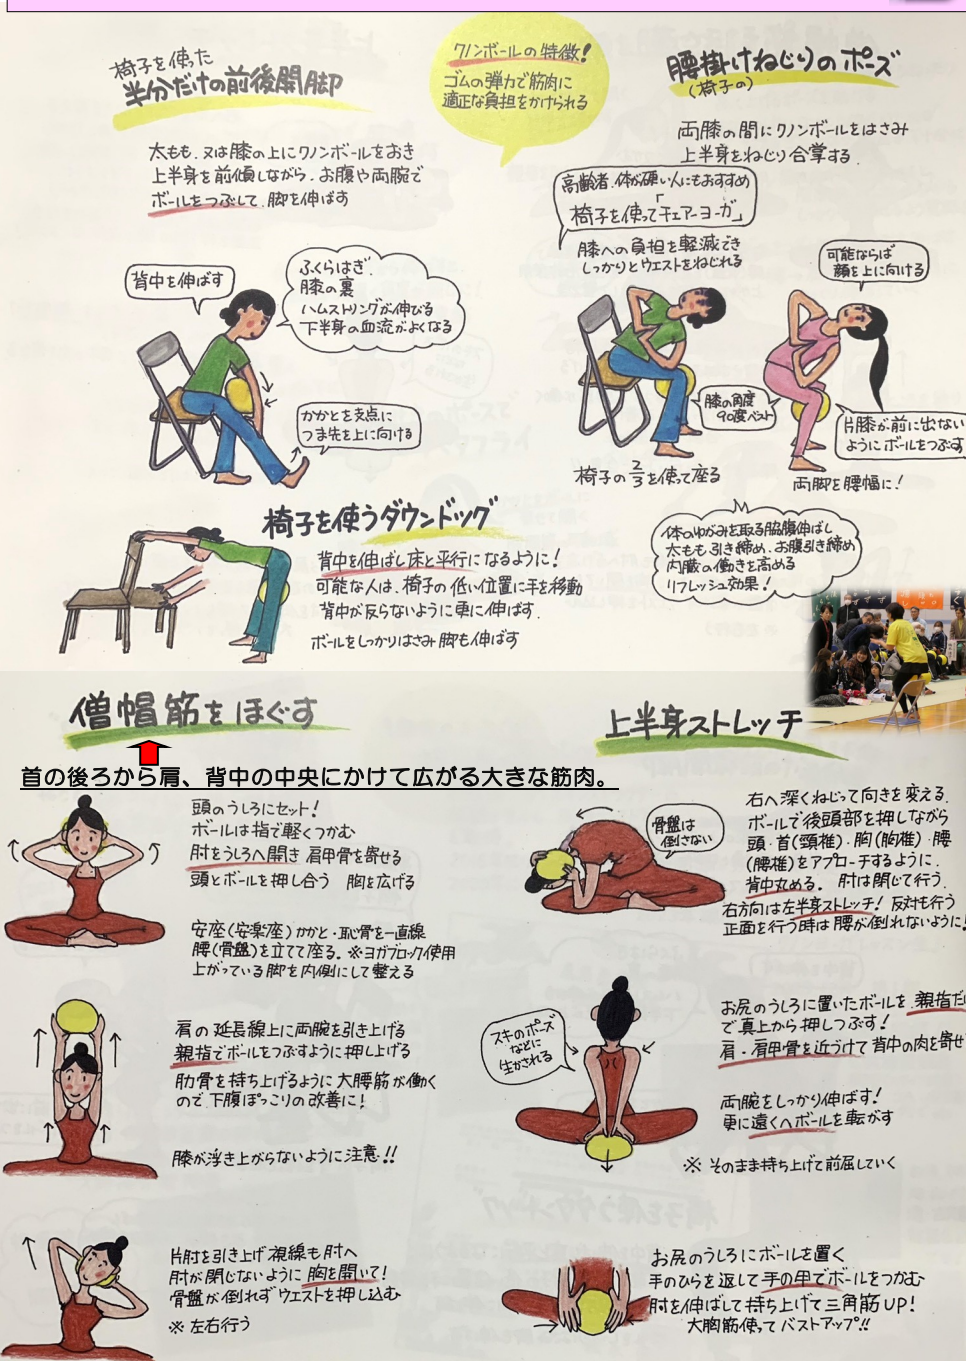 椅子を使った
半分だけの前後開脚
太もも、又は膝の上にワノンボールをおき
上半身を前傾しながら、お腹や両腕で
ボールをつぶして、脚を伸ばす
背中を伸ばす
ふくらはぎ、
膝の裏
ハムストリングが伸びる
下半身の血流がよくなる
かかとを支点に
つま先を上に向ける
ワノンボールの特徴!
ゴムの弾力で筋肉に
適正な負担をかけられる
腰掛けねじりのポーズ
(椅子の)
両膝の間にワノンボールをはさみ
上半身をねじり合掌する。
高齢者、体が硬い人にもおすすめ
「椅子を使ってチェアーヨーガ」
膝への負担を軽減でき
しっかりとウエストをねじれる
可能ならば
顔を上に向ける
膝の角度
90度ベスト
片膝が前に出ない
ようにボールをつぶす
椅子の2/3を使って座る
両脚を腰幅に!
体のゆがみを取る脇腹伸ばし
太もも引き締め、お腹引き締め
内臓の働きを高める
リフレッシュ効果!
椅子を使うダウンドッグ
背中を伸ばし床と平行になるように!
可能な人は、椅子の低い位置に手を移動
背中が反らないように更に伸ばす。
ボールをしっかりはさみ脚も伸ばす
僧帽筋をほぐす
首の後ろから肩、背中の中央にかけて広がる大きな筋肉。
頭のうしろにセット!
ボールは指で軽くつかむ
肘をうしろへ開き 肩甲骨を寄せる
頭とボールを押し合う 胸を広げる
安座(安楽座)かかと・恥骨を一直線
腰(骨盤)を立てて座る。※ヨガブロック使用
上がっている脚を内側にして整える
肩の延長線上に両腕を引き上げる
親指でボールをつぶすように押し上げる
肋骨を持ち上げるように大腰筋が働く
ので、下腹ぽっこりの改善に!
膝が浮き上がらないように注意!!
片肘を引き上げ視線も肘へ
肘が閉じないように胸を開いて!
骨盤が倒れずウエストを押し込む
※ 左右行う
上半身ストレッチ
骨盤は
倒さない
右へ深くねじって向きを変える。
ボールで後頭部を押しながら
頭・首(頸椎)・胸(胸椎)・腰
(腰椎)をアプローチするように、
背中丸める。 肘は閉じて行う。
右方向は左半身ストレッチ! 反対も行う
正面を行う時は腰が倒れないように!
スキのポーズ
などに
生かされる
お尻のうしろに置いたボールを、親指だけ
で真上から押しつぶす!
肩・肩甲骨を近づけて背中の肉を寄せ
両腕をしっかり伸ばす!
更に遠くへボールを転がす
※ そのまま持ち上げて前屈していく
お尻のうしろにボールを置く
手のひらを返して手の甲でボールをつかむ
肘を伸ばして持ち上げて三角筋UP!
大胸筋使ってバストアップ!!